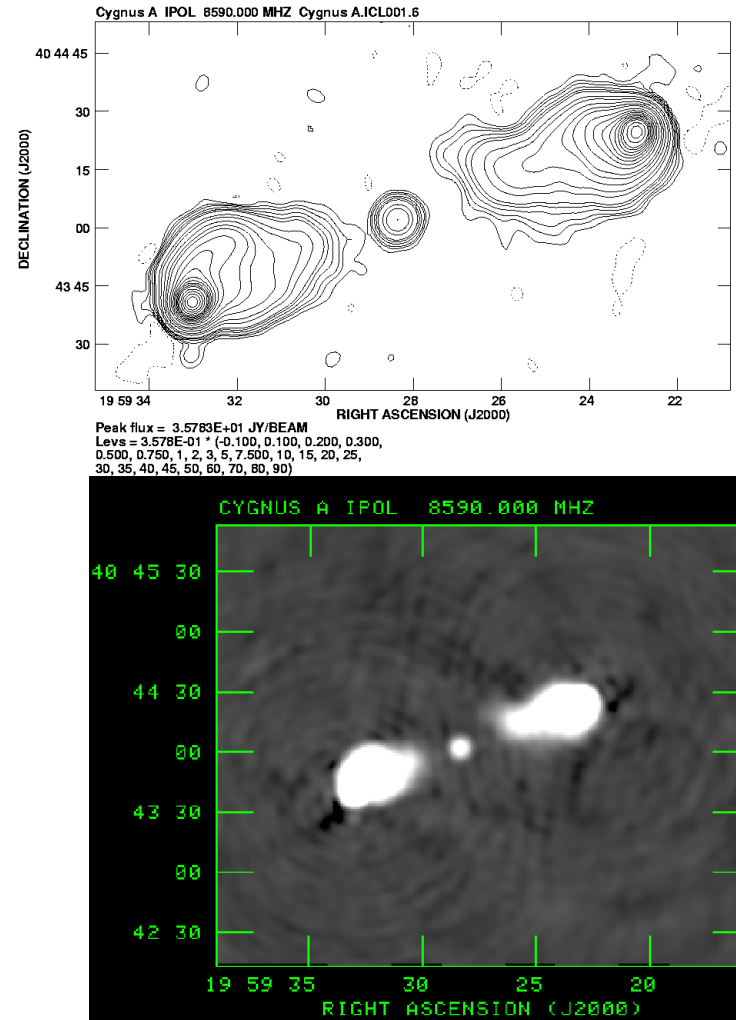 Cygnus A IPOL 8590.000 MHZ Cygnus A.ICL001.6
40 44 45
30
15
00
43 45
30
DECLINATION (J2000)
19 59 34 32 30 28 26 24 22
RIGHT ASCENSION (J2000)
Peak flux = 3.5783E+01 JY/BEAM
Levs = 3.578E-01 * (-0.100, 0.100, 0.200, 0.300,
0.500, 0.750, 1, 2, 3, 5, 7.500, 10, 15, 20, 25,
30, 35, 40, 45, 50, 60, 70, 80, 90)
CYGNUS A IPOL 8590.000 MHZ
40 45 30
00
44 30
00
43 30
00
42 30
19 59 35 30 25 20
RIGHT ASCENSION (J2000)